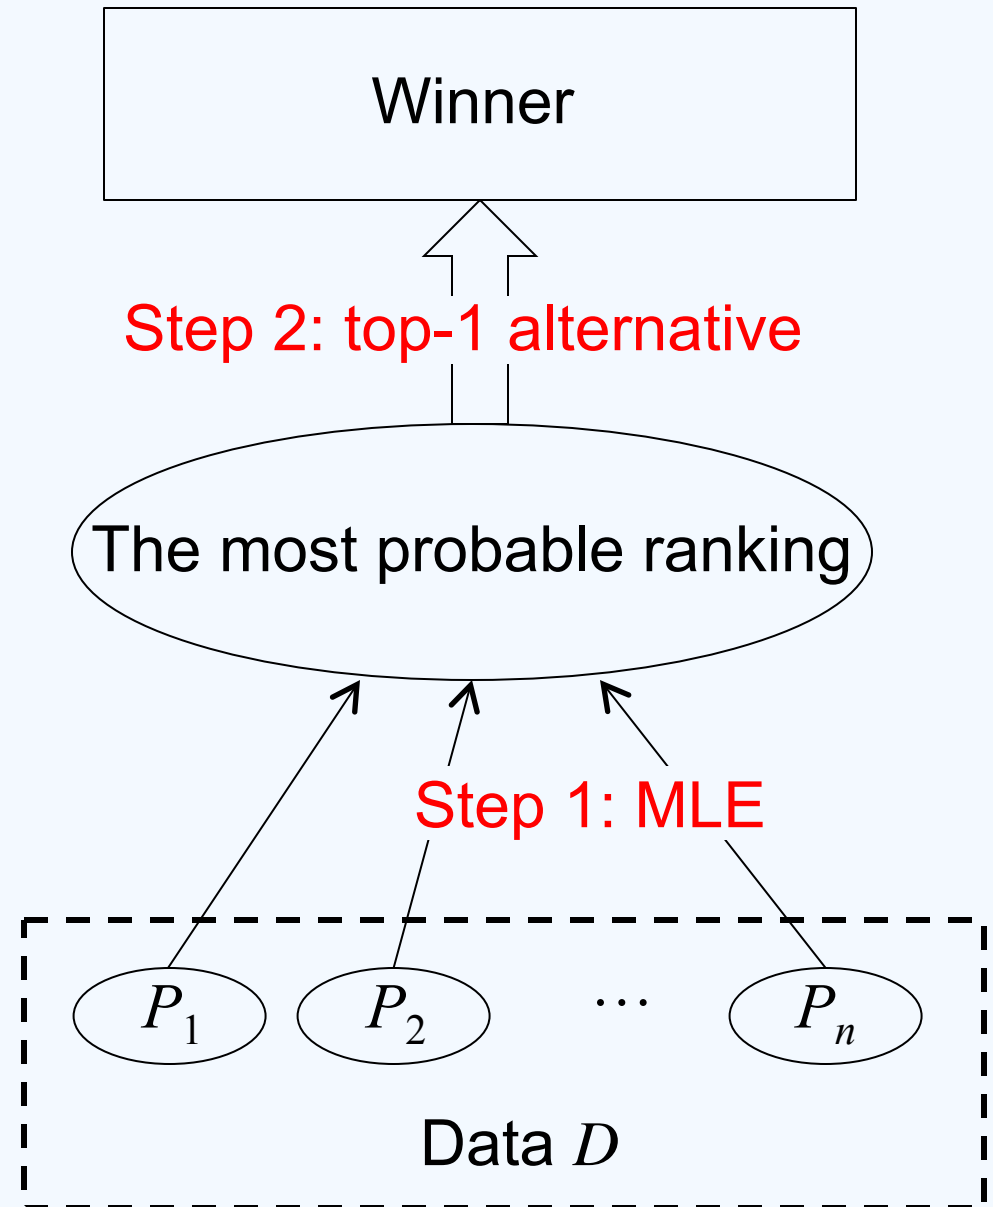 Winner
Step 2: top-1 alternative
The most probable ranking
Step 1: MLE
P₁ P₂ ⋯ Pₙ
Data D